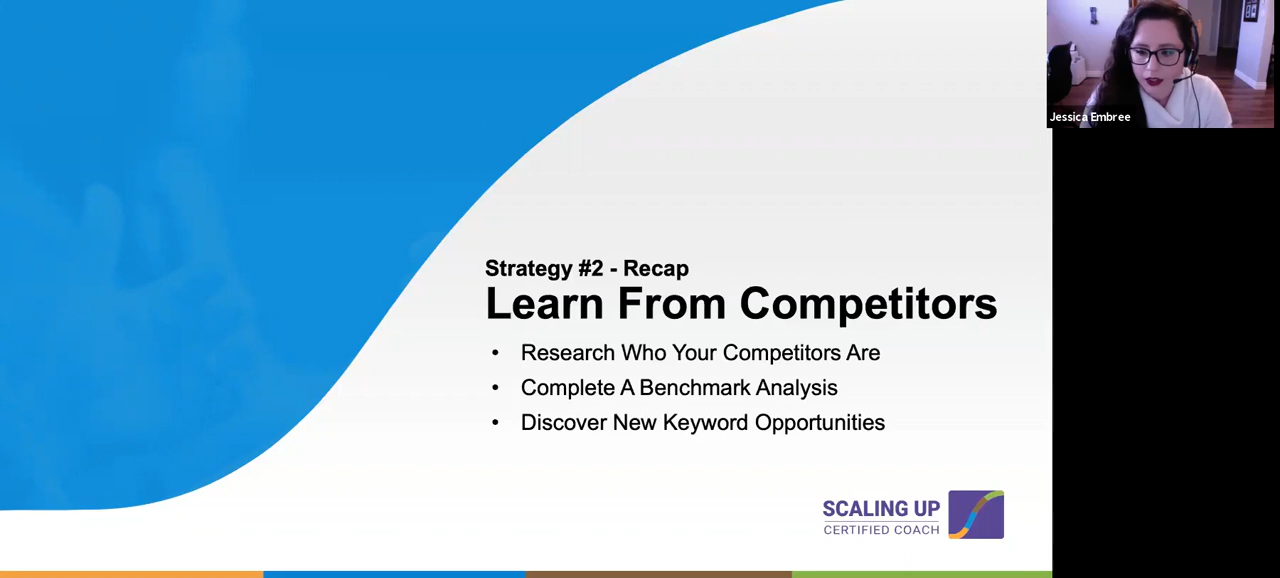 Jessica Embree
Strategy #2 - Recap
Learn From Competitors
• Research Who Your Competitors Are
• Complete A Benchmark Analysis
• Discover New Keyword Opportunities
SCALING UP
CERTIFIED COACH